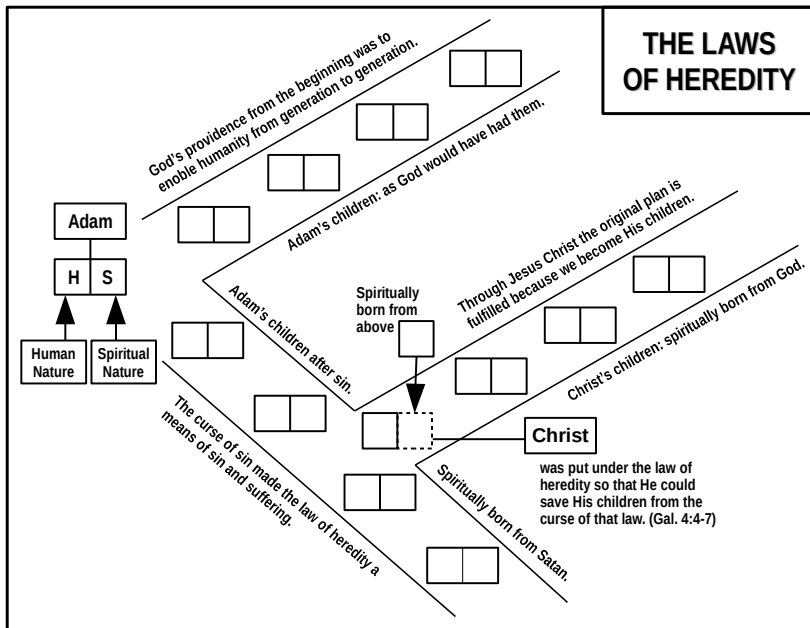 THE LAWS
OF HEREDITY
God's providence from the beginning was to
enoble humanity from generation to generation.
Adam's children: as God would have had them.
Adam
H S
Human
Nature
Spiritual
Nature
Adam's children after sin.
The curse of sin made the law of heredity a
means of sin and suffering.
Spiritually
born from
above
Through Jesus Christ the original plan is
fulfilled because we become His children.
Christ's children: spiritually born from God.
Christ
was put under the law of
heredity so that He could
save His children from the
curse of that law. (Gal. 4:4-7)
Spiritually born from Satan.